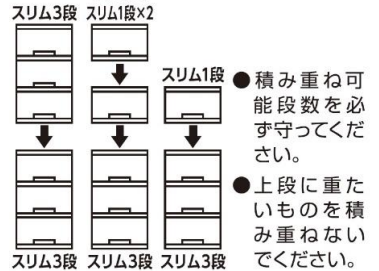 スリム3段 スリム1段×2
スリム1段
スリム3段 スリム3段 スリム3段
●積み重ね可
能段数を必
ず守ってくだ
さい。
●上段に重た
いものを積
み重ねない
でください。